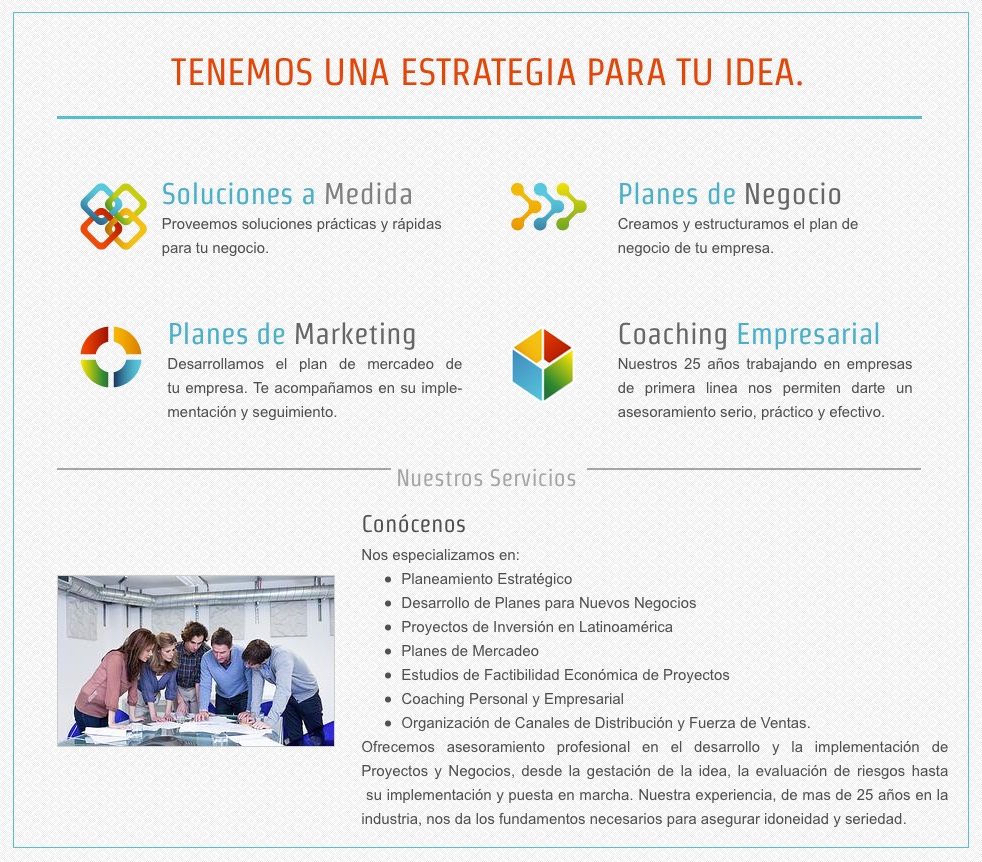 TENEMOS UNA ESTRATEGIA PARA TU IDEA.
Soluciones a Medida
Proveemos soluciones prácticas y rápidas
para tu negocio.
Planes de Negocio
Creamos y estructuramos el plan de
negocio de tu empresa.
Planes de Marketing
Desarrollamos el plan de mercadeo de
tu empresa. Te acompañamos en su imple-
mentación y seguimiento.
Coaching Empresarial
Nuestros 25 años trabajando en empresas
de primera linea nos permiten darte un
asesoramiento serio, práctico y efectivo.
Nuestros Servicios
Conócenos
Nos especializamos en:
● Planeamiento Estratégico
● Desarrollo de Planes para Nuevos Negocios
● Proyectos de Inversión en Latinoamérica
● Planes de Mercadeo
● Estudios de Factibilidad Económica de Proyectos
● Coaching Personal y Empresarial
● Organización de Canales de Distribución y Fuerza de Ventas.
Ofrecemos asesoramiento profesional en el desarrollo y la implementación de
Proyectos y Negocios, desde la gestación de la idea, la evaluación de riesgos hasta
su implementación y puesta en marcha. Nuestra experiencia, de mas de 25 años en la
industria, nos da los fundamentos necesarios para asegurar idoneidad y seriedad.